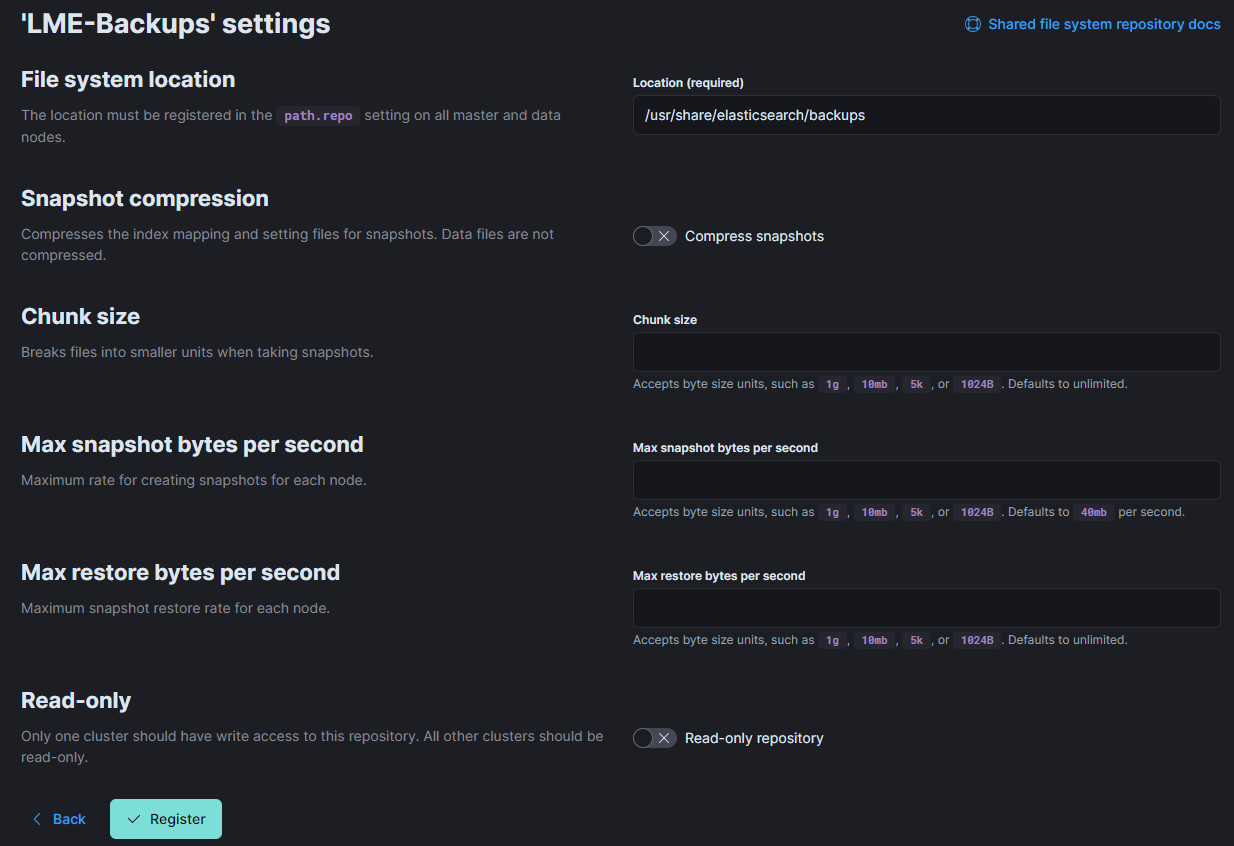 'LME-Backups' settings
Shared file system repository docs
File system location
The location must be registered in the path.repo setting on all master and data
nodes.
Location (required)
/usr/share/elasticsearch/backups
Snapshot compression
Compresses the index mapping and setting files for snapshots. Data files are not
compressed.
Compress snapshots
Chunk size
Breaks files into smaller units when taking snapshots.
Chunk size
Accepts byte size units, such as 1g, 10mb, 5k, or 1024B. Defaults to unlimited.
Max snapshot bytes per second
Maximum rate for creating snapshots for each node.
Max snapshot bytes per second
Accepts byte size units, such as 1g, 10mb, 5k, or 1024B. Defaults to 40mb per second.
Max restore bytes per second
Maximum snapshot restore rate for each node.
Max restore bytes per second
Accepts byte size units, such as 1g, 10mb, 5k, or 1024B. Defaults to unlimited.
Read-only
Only one cluster should have write access to this repository. All other clusters should be
read-only.
Read-only repository
Back
Register